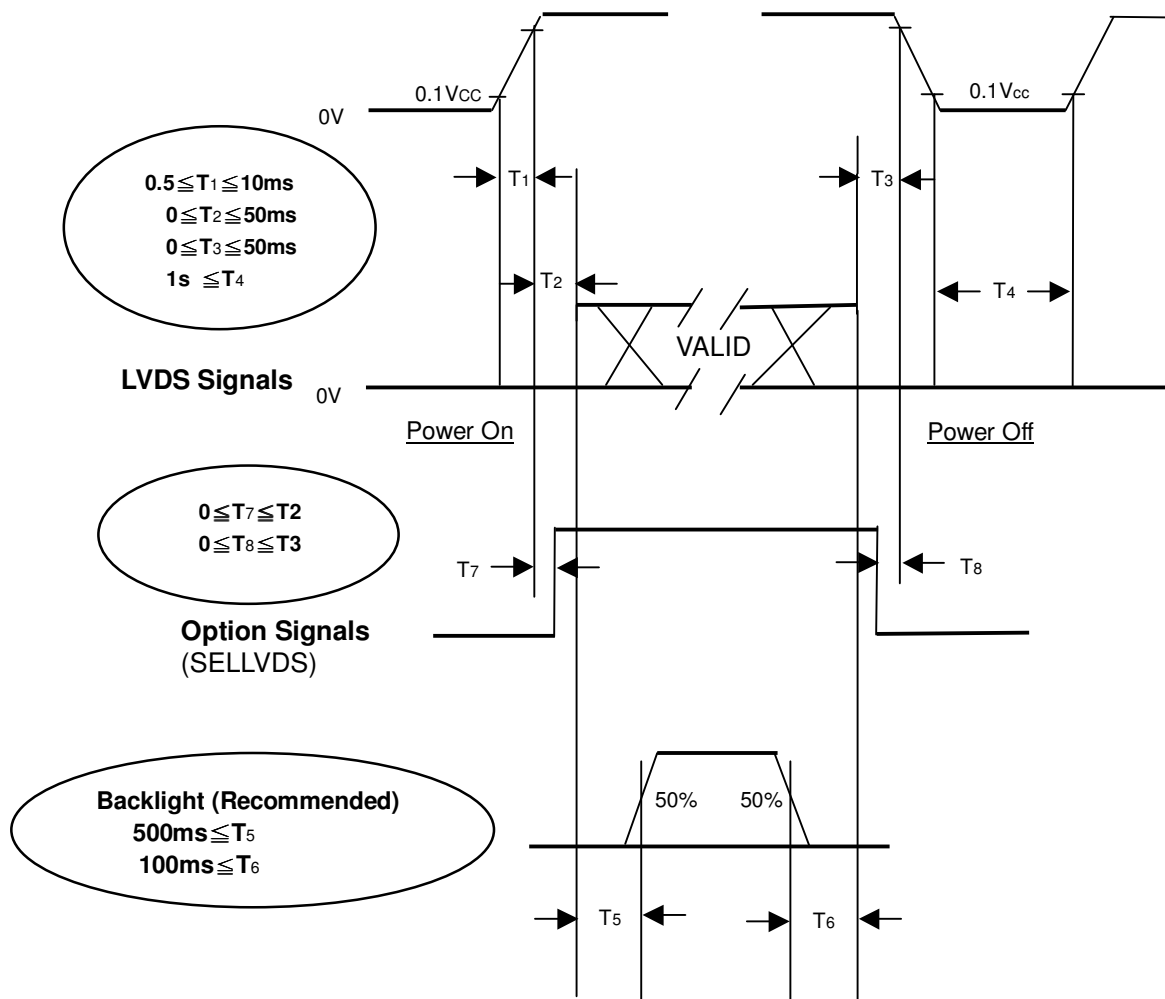 0.1VCC
0.1Vcc
0V
0.5≦T1≦10ms
0≦T2≦50ms
0≦T3≦50ms
1s ≦T4
T1
T3
T2
T4
VALID
LVDS Signals
0V
Power On
Power Off
0≦T7≦T2
0≦T8≦T3
T7
T8
Option Signals
(SELLVDS)
Backlight (Recommended)
500ms≦T5
100ms≦T6
50%
50%
T5
T6